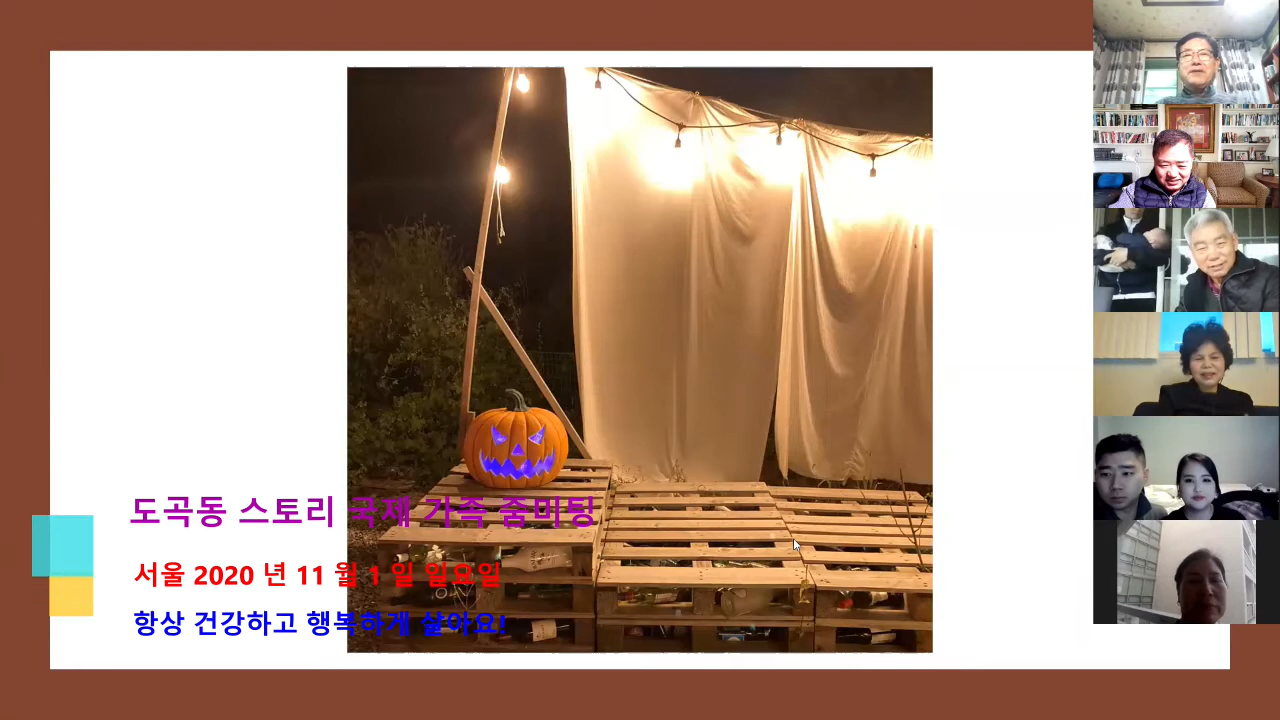 도곡동 스토리 국제 가족 줌미팅
서울 2020 년 11 월 1 일 일요일
항상 건강하고 행복하게 살아요!